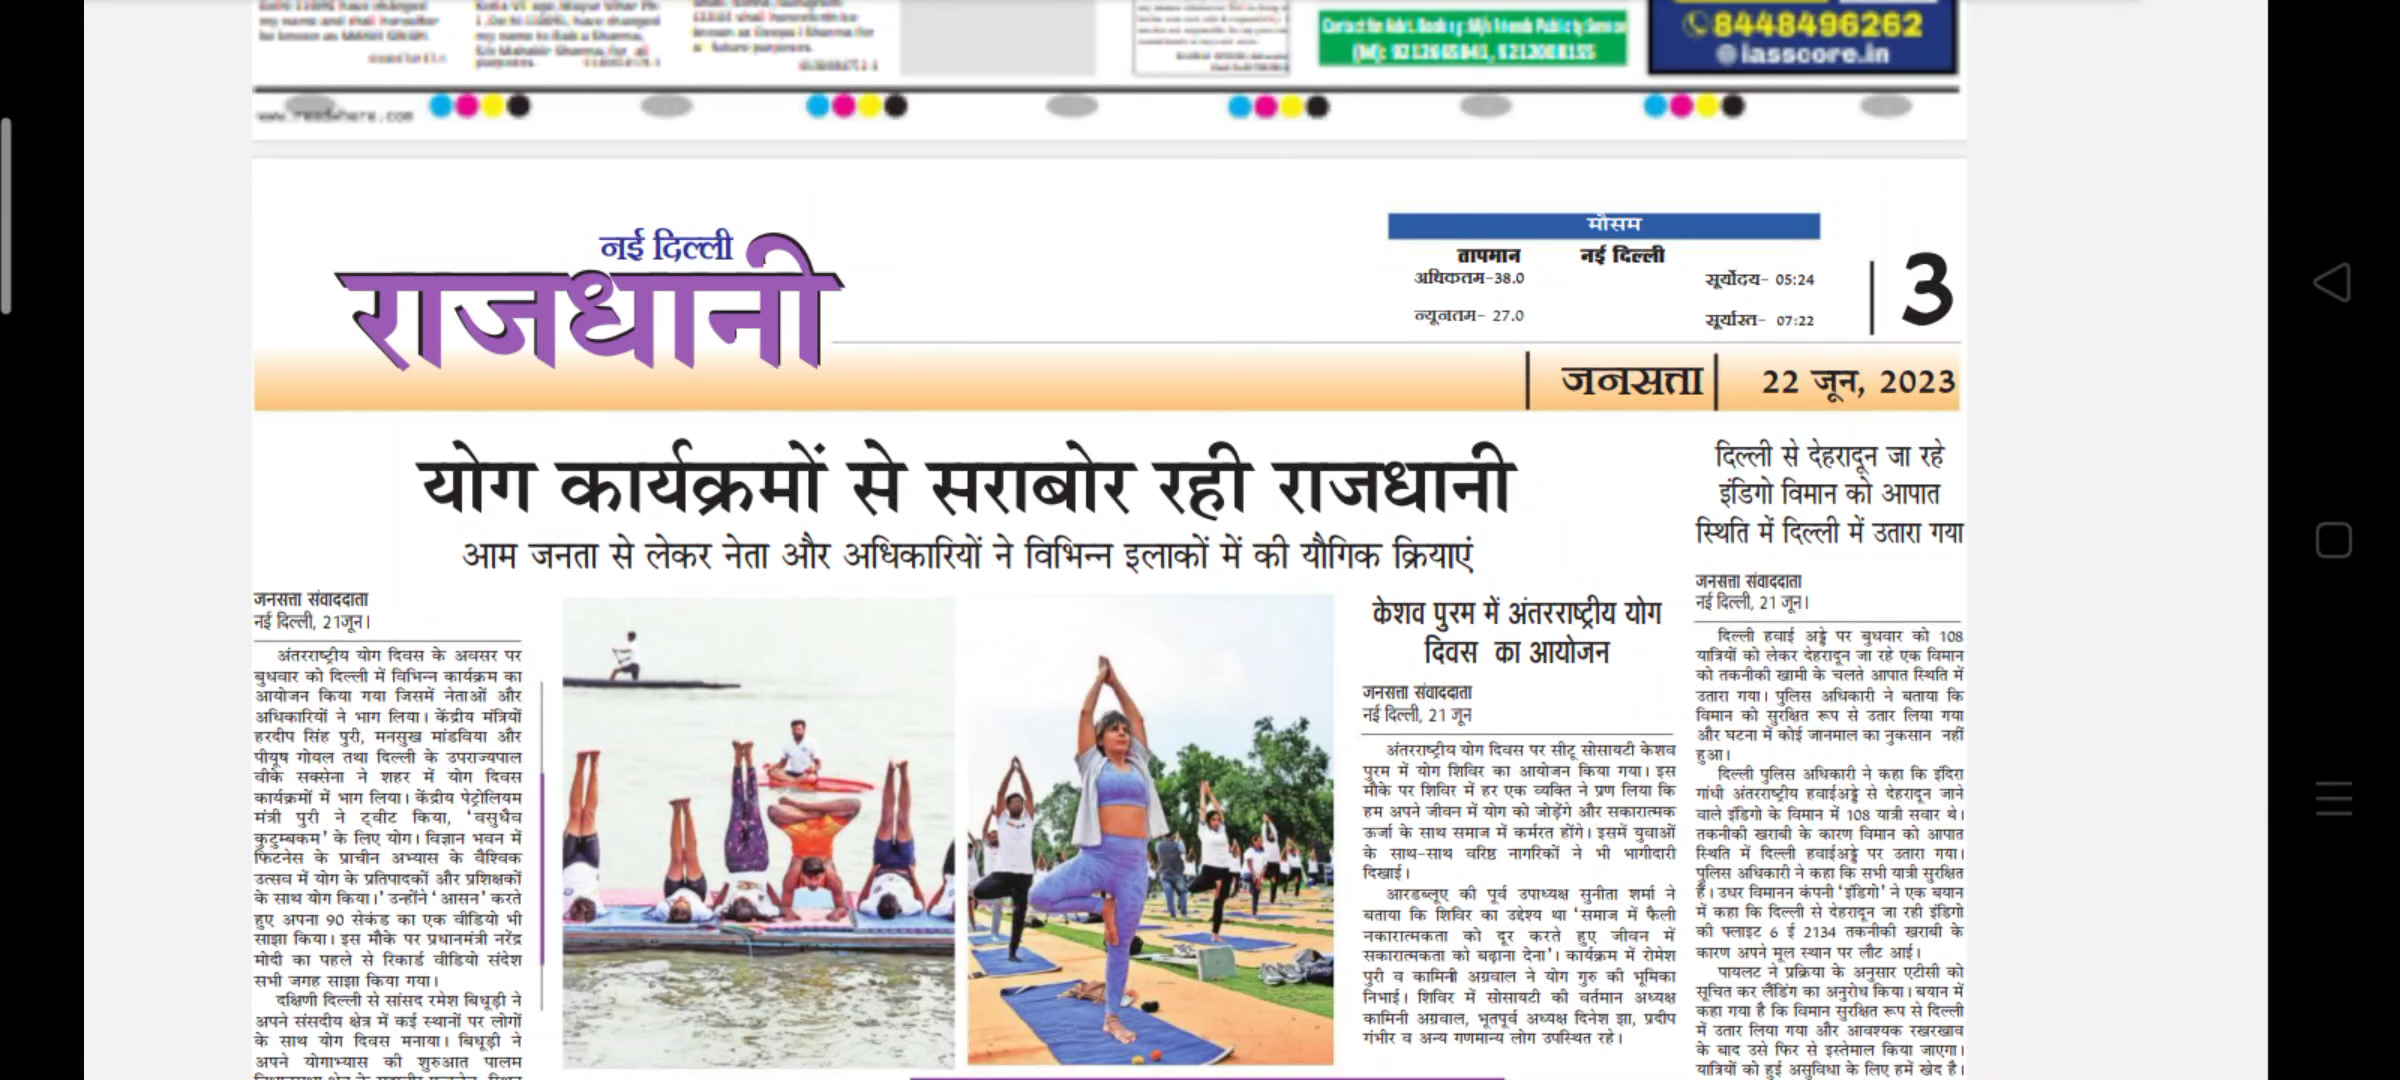 8448496262
iasscore.in
नई दिल्ली
राजधानी
मौसम
तापमान
नई दिल्ली
अधिकतम-38.0
सूर्योदय- 05:24
न्यूनतम- 27.0
सूर्यास्त- 07:22
3
जनसत्ता
22 जून, 2023
योग कार्यक्रमों से सराबोर रही राजधानी
आम जनता से लेकर नेता और अधिकारियों ने विभिन्न इलाकों में की यौगिक क्रियाएं
जनसत्ता संवाददाता
नई दिल्ली, 21जून।
अंतरराष्ट्रीय योग दिवस के अवसर पर
बुधवार को दिल्ली में विभिन्न कार्यक्रम का
आयोजन किया गया जिसमें नेताओं और
अधिकारियों ने भाग लिया। केंद्रीय मंत्रियों
हरदीप सिंह पुरी, मनसुख मांडविया और
पीयूष गोयल तथा दिल्ली के उपराज्यपाल
वीके सक्सेना ने शहर में योग दिवस
कार्यक्रमों में भाग लिया। केंद्रीय पेट्रोलियम
मंत्री पुरी ने ट्वीट किया, 'वसुधैव
कुटुम्बकम' के लिए योग। विज्ञान भवन में
फिटनेस के प्राचीन अभ्यास के वैश्विक
उत्सव में योग के प्रतिपादकों और प्रशिक्षकों
के साथ योग किया।' उन्होंने 'आसन' करते
हुए अपना 90 सेकंड का एक वीडियो भी
साझा किया। इस मौके पर प्रधानमंत्री नरेंद्र
मोदी का पहले से रिकार्ड वीडियो संदेश
सभी जगह साझा किया गया।
दक्षिणी दिल्ली से सांसद रमेश बिधूड़ी ने
अपने संसदीय क्षेत्र में कई स्थानों पर लोगों
के साथ योग दिवस मनाया। बिधूड़ी ने
अपने योगाभ्यास की शुरुआत पालम
केशव पुरम में अंतरराष्ट्रीय योग
दिवस का आयोजन
जनसत्ता संवाददाता
नई दिल्ली, 21 जून
अंतरराष्ट्रीय योग दिवस पर सीटू सोसायटी केशव
पुरम में योग शिविर का आयोजन किया गया। इस
मौके पर शिविर में हर एक व्यक्ति ने प्रण लिया कि
हम अपने जीवन में योग को जोड़ेंगे और सकारात्मक
ऊर्जा के साथ समाज में कर्मरत होंगे। इसमें युवाओं
के साथ-साथ वरिष्ठ नागरिकों ने भी भागीदारी
दिखाई।
आरडब्लूए की पूर्व उपाध्यक्ष सुनीता शर्मा ने
बताया कि शिविर का उद्देश्य था 'समाज में फैली
नकारात्मकता को दूर करते हुए जीवन में
सकारात्मकता को बढ़ाना देना'। कार्यक्रम में रोमेश
पुरी व कामिनी अग्रवाल ने योग गुरु की भूमिका
निभाई। शिविर में सोसायटी की वर्तमान अध्यक्ष
कामिनी अग्रवाल, भूतपूर्व अध्यक्ष दिनेश झा, प्रदीप
गंभीर व अन्य गणमान्य लोग उपस्थित रहे।
दिल्ली से देहरादून जा रहे
इंडिगो विमान को आपात
स्थिति में दिल्ली में उतारा गया
जनसत्ता संवाददाता
नई दिल्ली, 21 जून।
दिल्ली हवाई अड्डे पर बुधवार को 108
यात्रियों को लेकर देहरादून जा रहे एक विमान
को तकनीकी खामी के चलते आपात स्थिति में
उतारा गया। पुलिस अधिकारी ने बताया कि
विमान को सुरक्षित रूप से उतार लिया गया
और घटना में कोई जानमाल का नुकसान नहीं
हुआ।
दिल्ली पुलिस अधिकारी ने कहा कि इंदिरा
गांधी अंतरराष्ट्रीय हवाईअड्डे से देहरादून जाने
वाले इंडिगो के विमान में 108 यात्री सवार थे।
तकनीकी खराबी के कारण विमान को आपात
स्थिति में दिल्ली हवाईअड्डे पर उतारा गया।
पुलिस अधिकारी ने कहा कि सभी यात्री सुरक्षित
हैं। उधर विमानन कंपनी 'इंडिगो' ने एक बयान
में कहा कि दिल्ली से देहरादून जा रही इंडिगो
की फ्लाइट 6 ई 2134 तकनीकी खराबी के
कारण अपने मूल स्थान पर लौट आई।
पायलट ने प्रक्रिया के अनुसार एटीसी को
सूचित कर लैंडिंग का अनुरोध किया। बयान में
कहा गया है कि विमान सुरक्षित रूप से दिल्ली
में उतार लिया गया और आवश्यक रखरखाव
के बाद उसे फिर से इस्तेमाल किया जाएगा।
यात्रियों को हुई असुविधा के लिए हमें खेद है।